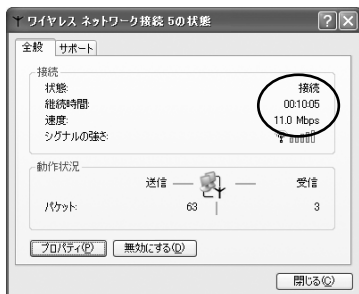 ワイヤレス ネットワーク接続 5の状態
全般 サポート
接続
状態: 接続
継続時間: 00:10:05
速度: 11.0 Mbps
シグナルの強さ:
動作状況
送信 受信
パケット: 63 3
プロパティ(P) 無効にする(D)
閉じる(C)